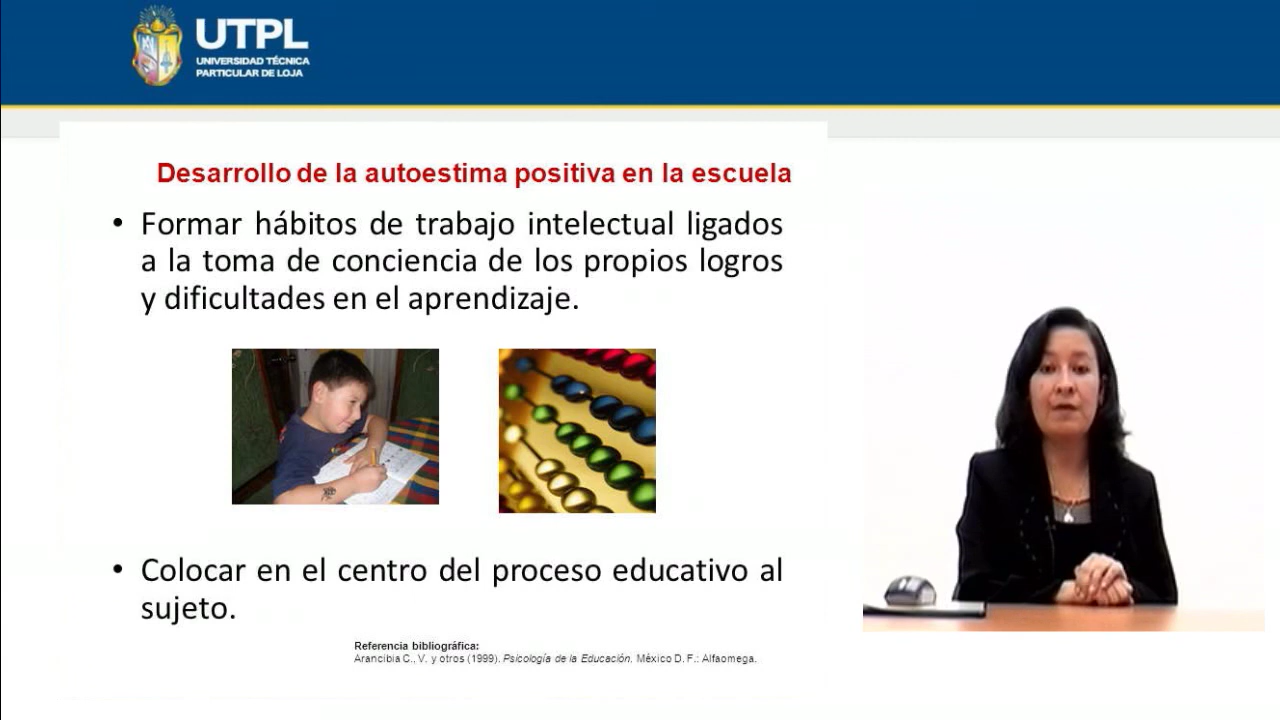 UTPL
UNIVERSIDAD TÉCNICA
PARTICULAR DE LOJA
Desarrollo de la autoestima positiva en la escuela
• Formar hábitos de trabajo intelectual ligados
a la toma de conciencia de los propios logros
y dificultades en el aprendizaje.
• Colocar en el centro del proceso educativo al
sujeto.
Referencia bibliográfica:
Arancibia C., V. y otros (1999). Psicología de la Educación. México D. F.: Alfaomega.